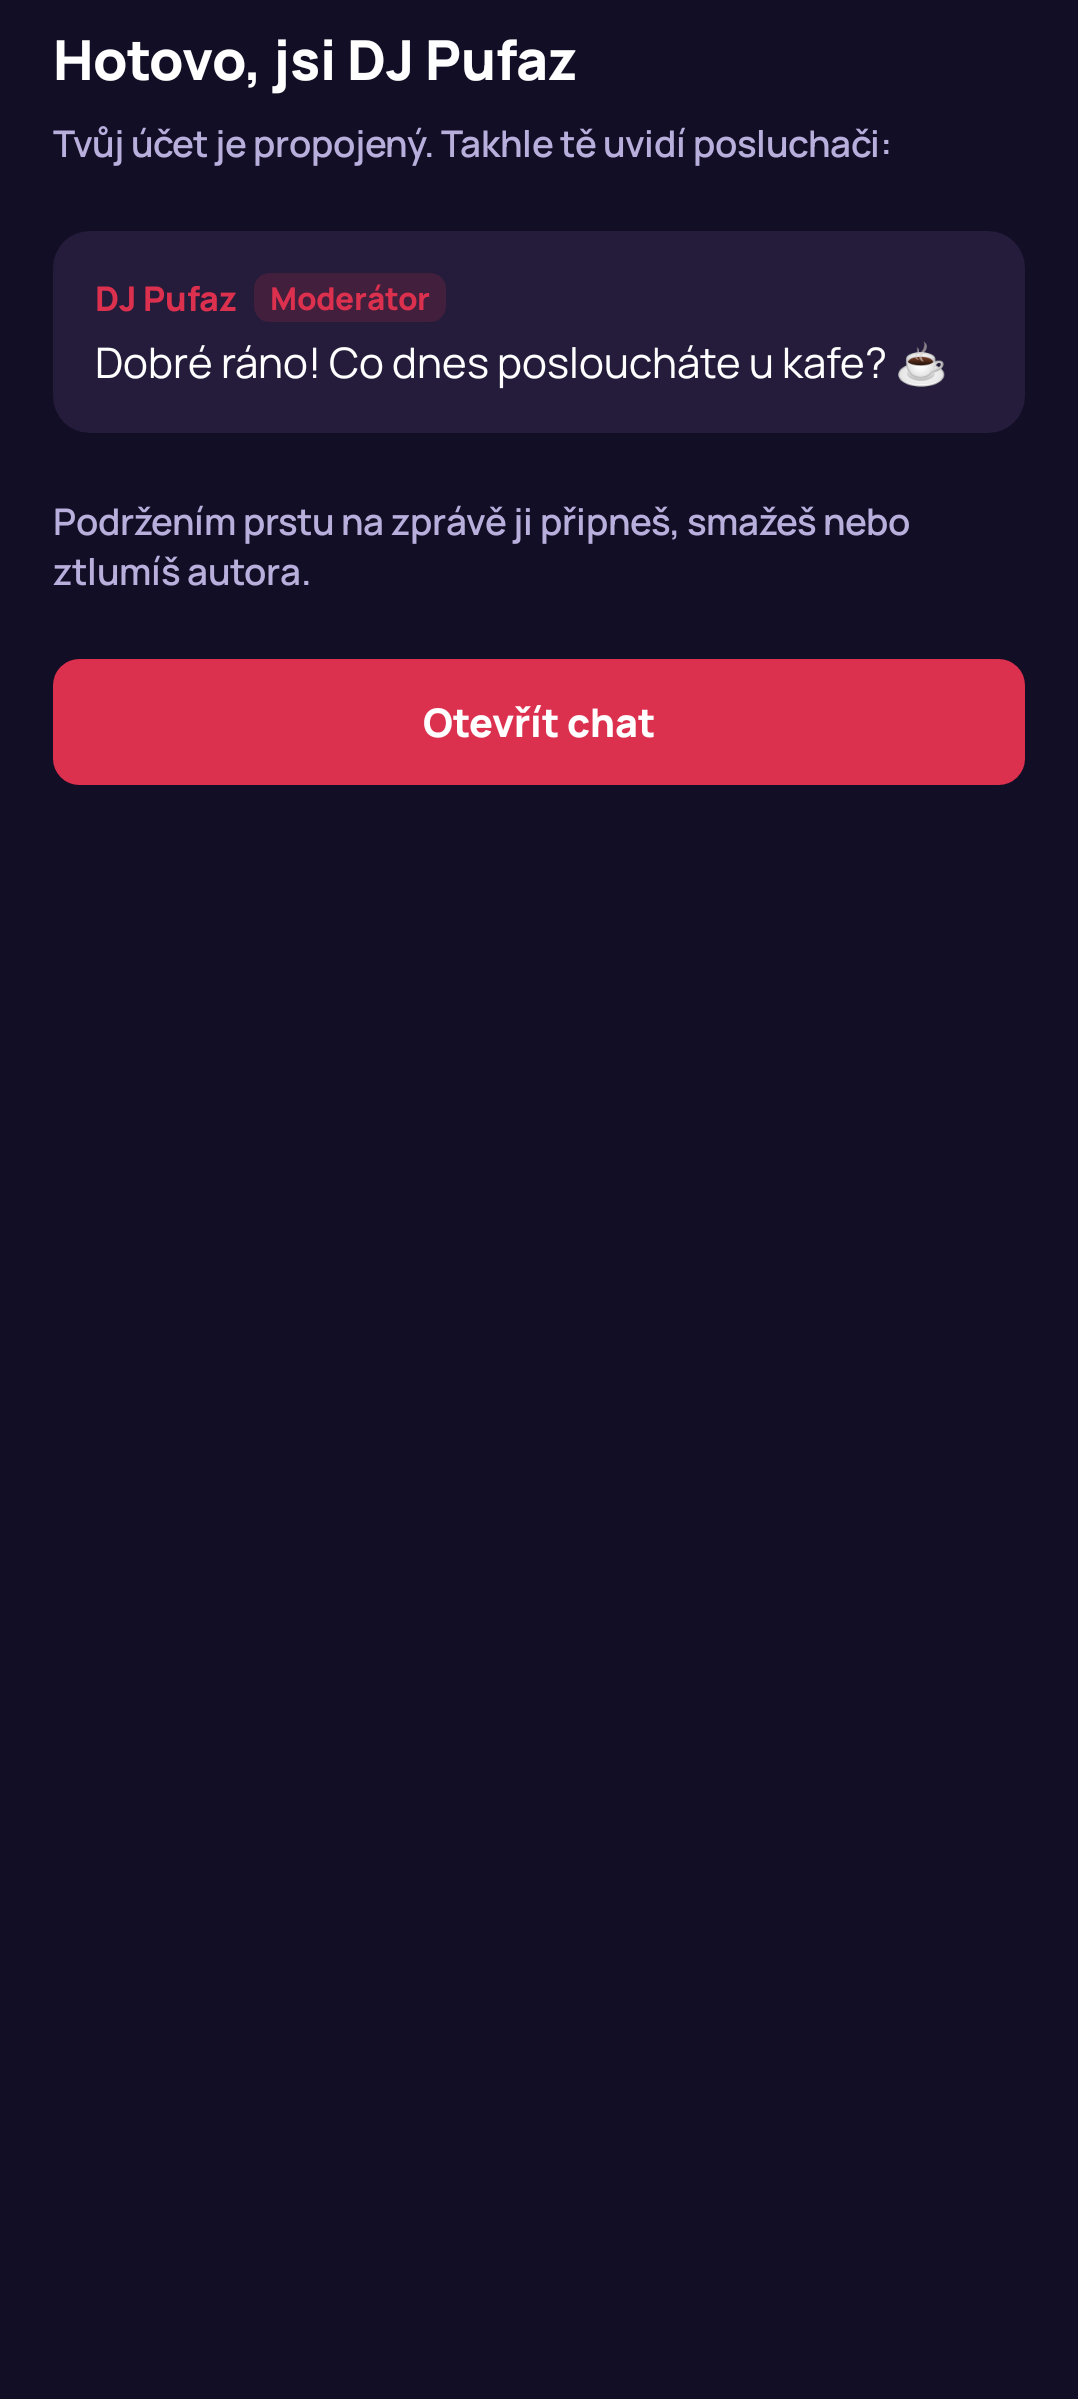 Hotovo, jsi DJ Pufaz
Tvůj účet je propojený. Takhle tě uvidí posluchači:
DJ Pufaz Moderátor
Dobré ráno! Co dnes posloucháte u kafe? ☕
Podržením prstu na zprávě ji připneš, smažeš nebo
ztlumíš autora.
Otevřít chat